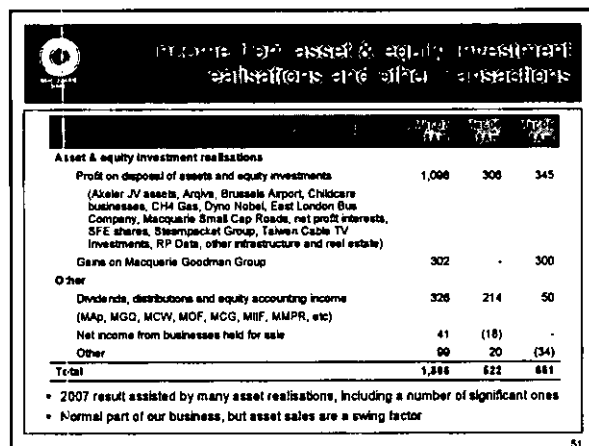 Income from asset & equity investment
realisations and other transactions
Asset & equity investment realisations
Profit on disposal of assets and equity investments 1,098 306 345
(Akeler JV assets, Arqiva, Brussels Airport, Childcare
businesses, CH4 Gas, Dyno Nobel, East London Bus
Company, Macquarie Small Cap Roads, net profit interests,
SFE shares, Steampacket Group, Taiwan Cable TV
Investments, RP Data, other infrastructure and real estate)
Gains on Macquarie Goodman Group 302 - 300
Other
Dividends, distributions and equity accounting income 326 214 50
(MAp, MGQ, MCW, MOF, MCG, MIIF, MMPR, etc)
Net income from businesses held for sale 41 (18) -
Other 99 20 (34)
Total 1,866 522 661
• 2007 result assisted by many asset realisations, including a number of significant ones
• Normal part of our business, but asset sales are a swing factor
51